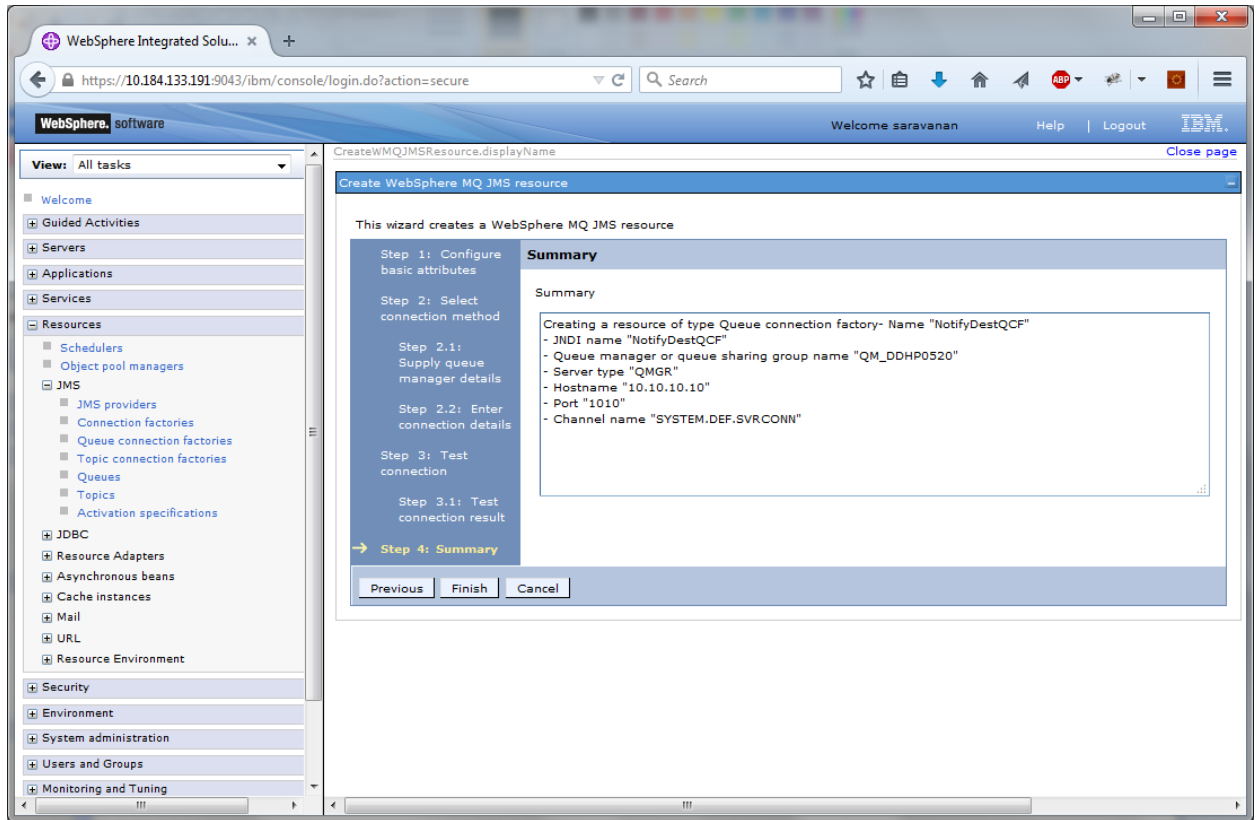 WebSphere Integrated Solu... × +
https://10.184.133.191:9043/ibm/console/login.do?action=secure
Search
ABP
WebSphere. software
Welcome saravanan
Help | Logout
IBM.
View: All tasks
Welcome
Guided Activities
Servers
Applications
Services
Resources
Schedulers
Object pool managers
JMS
JMS providers
Connection factories
Queue connection factories
Topic connection factories
Queues
Topics
Activation specifications
JDBC
Resource Adapters
Asynchronous beans
Cache instances
Mail
URL
Resource Environment
Security
Environment
System administration
Users and Groups
Monitoring and Tuning
CreateWMQJMSResource.displayName
Close page
Create WebSphere MQ JMS resource
This wizard creates a WebSphere MQ JMS resource
Step 1: Configure
basic attributes
Step 2: Select
connection method
Step 2.1:
Supply queue
manager details
Step 2.2: Enter
connection details
Step 3: Test
connection
Step 3.1: Test
connection result
Step 4: Summary
Summary
Summary
Creating a resource of type Queue connection factory- Name "NotifyDestQCF"
- JNDI name "NotifyDestQCF"
- Queue manager or queue sharing group name "QM_DDHP0520"
- Server type "QMGR"
- Hostname "10.10.10.10"
- Port "1010"
- Channel name "SYSTEM.DEF.SVRCONN"
Previous Finish Cancel